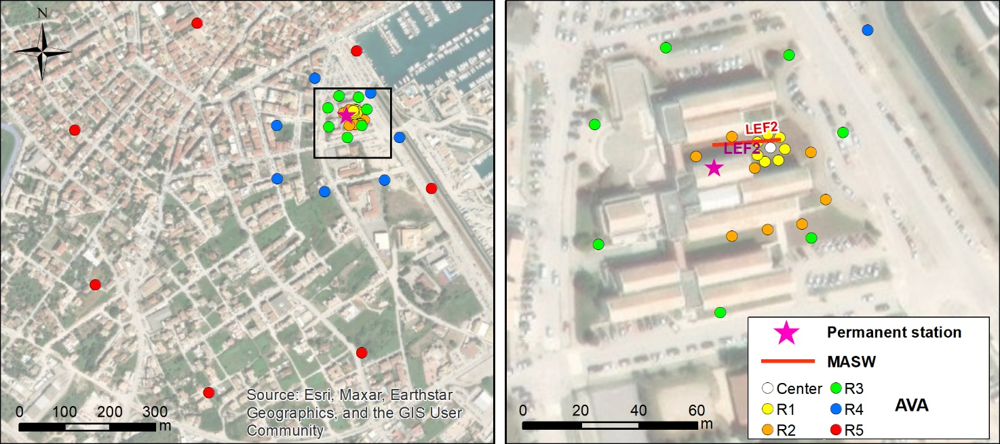 N
Source: Esri, Maxar, Earthstar
Geographics, and the GIS User
Community
0 100 200 300
m
LEF2
LEF2
0 20 40 60
m
Permanent station
MASW
Center R3
R1 R4
R2 R5
AVA